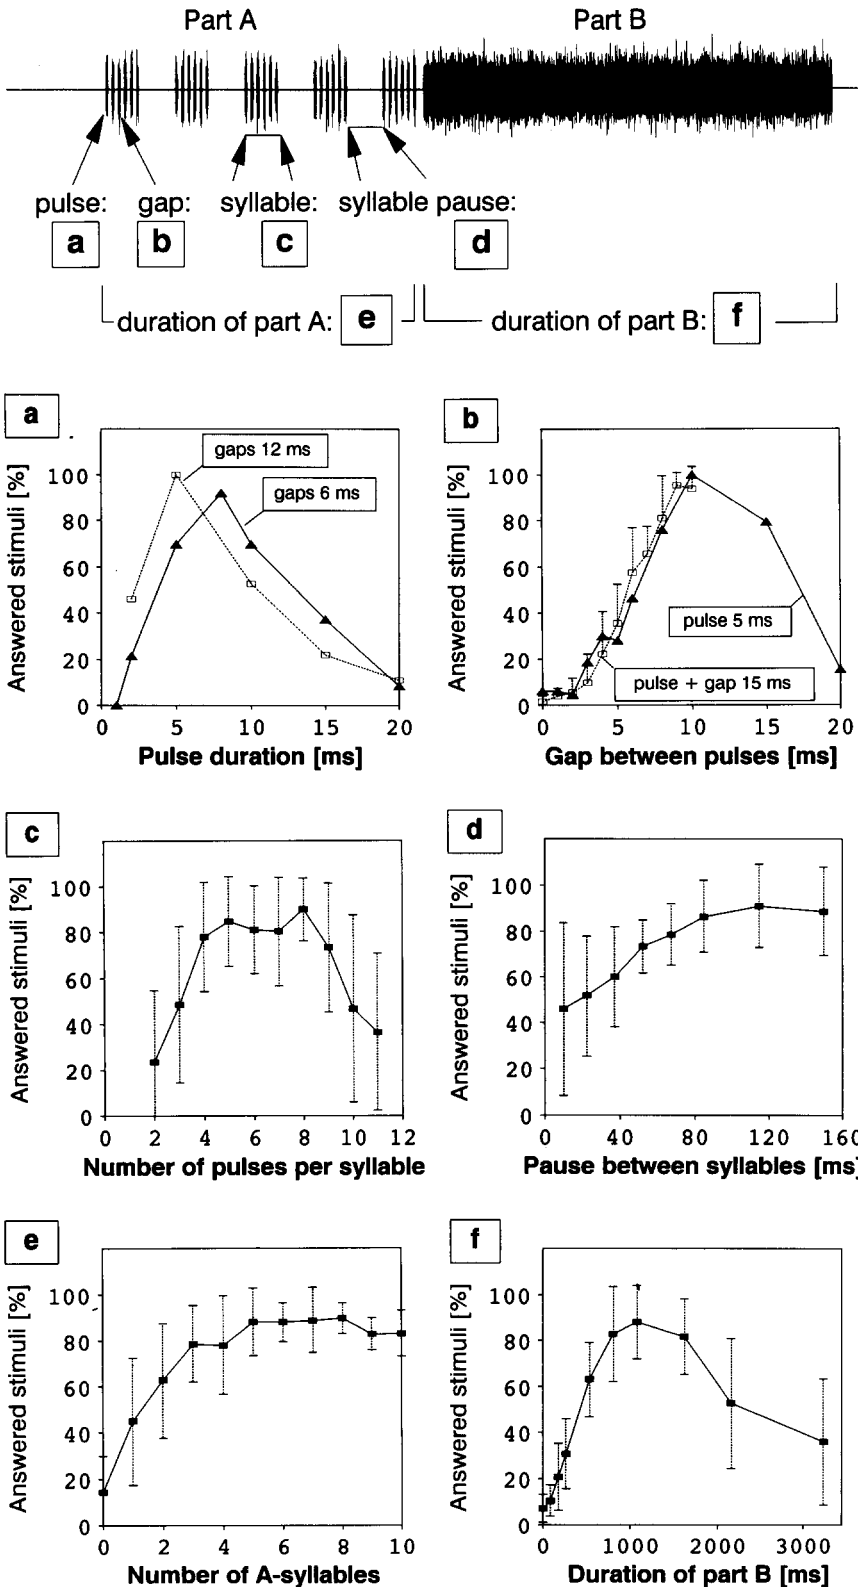 Part A Part B
pulse: gap: syllable: syllable pause:
a b c d
duration of part A: e duration of part B: f
a
Answered stimuli [%]
100
80
60
40
20
0
gaps 12 ms
gaps 6 ms
0 5 10 15 20
Pulse duration [ms]
b
Answered stimuli [%]
100
80
60
40
20
0
pulse 5 ms
pulse + gap 15 ms
0 5 10 15 20
Gap between pulses [ms]
c
Answered stimuli [%]
100
80
60
40
20
0
0 2 4 6 8 10 12
Number of pulses per syllable
d
Answered stimuli [%]
100
80
60
40
20
0
0 40 80 120 160
Pause between syllables [ms]
e
Answered stimuli [%]
100
80
60
40
20
0
0 2 4 6 8 10
Number of A-syllables
f
Answered stimuli [%]
100
80
60
40
20
0
0 1000 2000 3000
Duration of part B [ms]